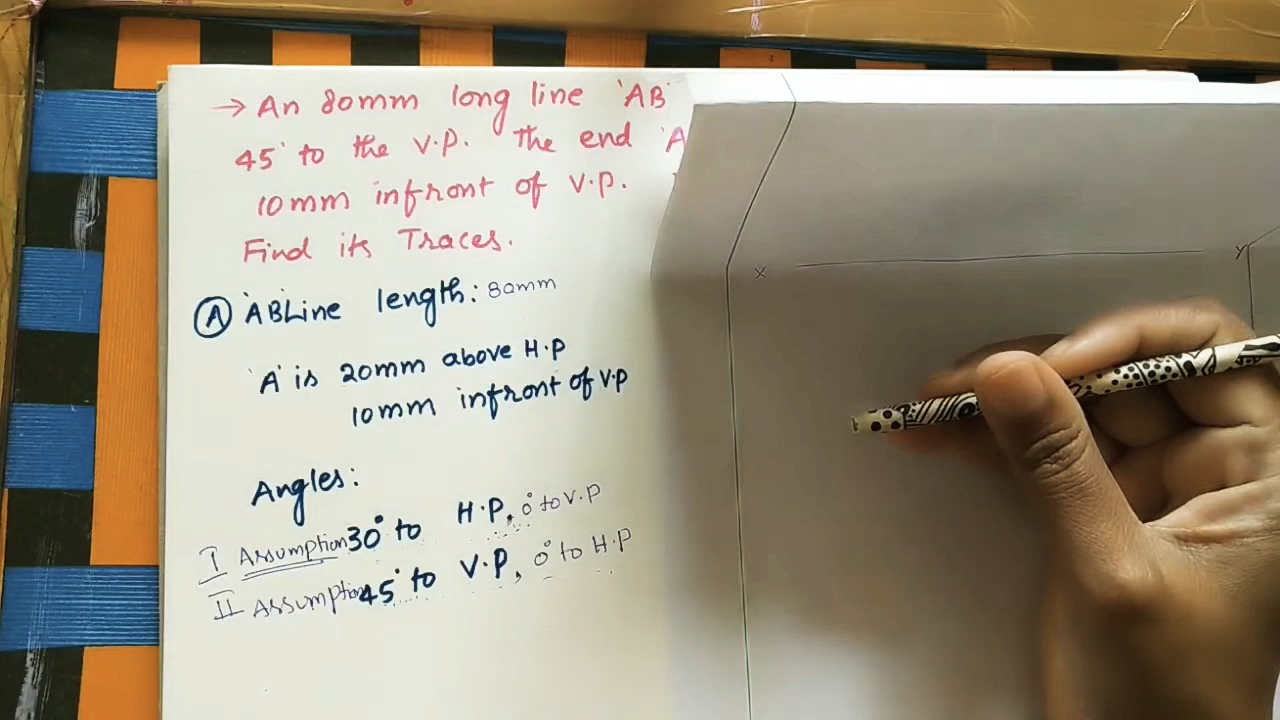 → An 80mm long line 'AB'
45° to the V.P. The end 'A
10mm infront of V.P.
Find its Traces.
Ⓐ 'AB' Line length: 80mm
'A' is 20mm above H.P
10mm infront of V.P
Angles:
I Assumption 30° to H.P, 0° to V.P
II Assumption 45° to V.P, 0° to H.P
X Y